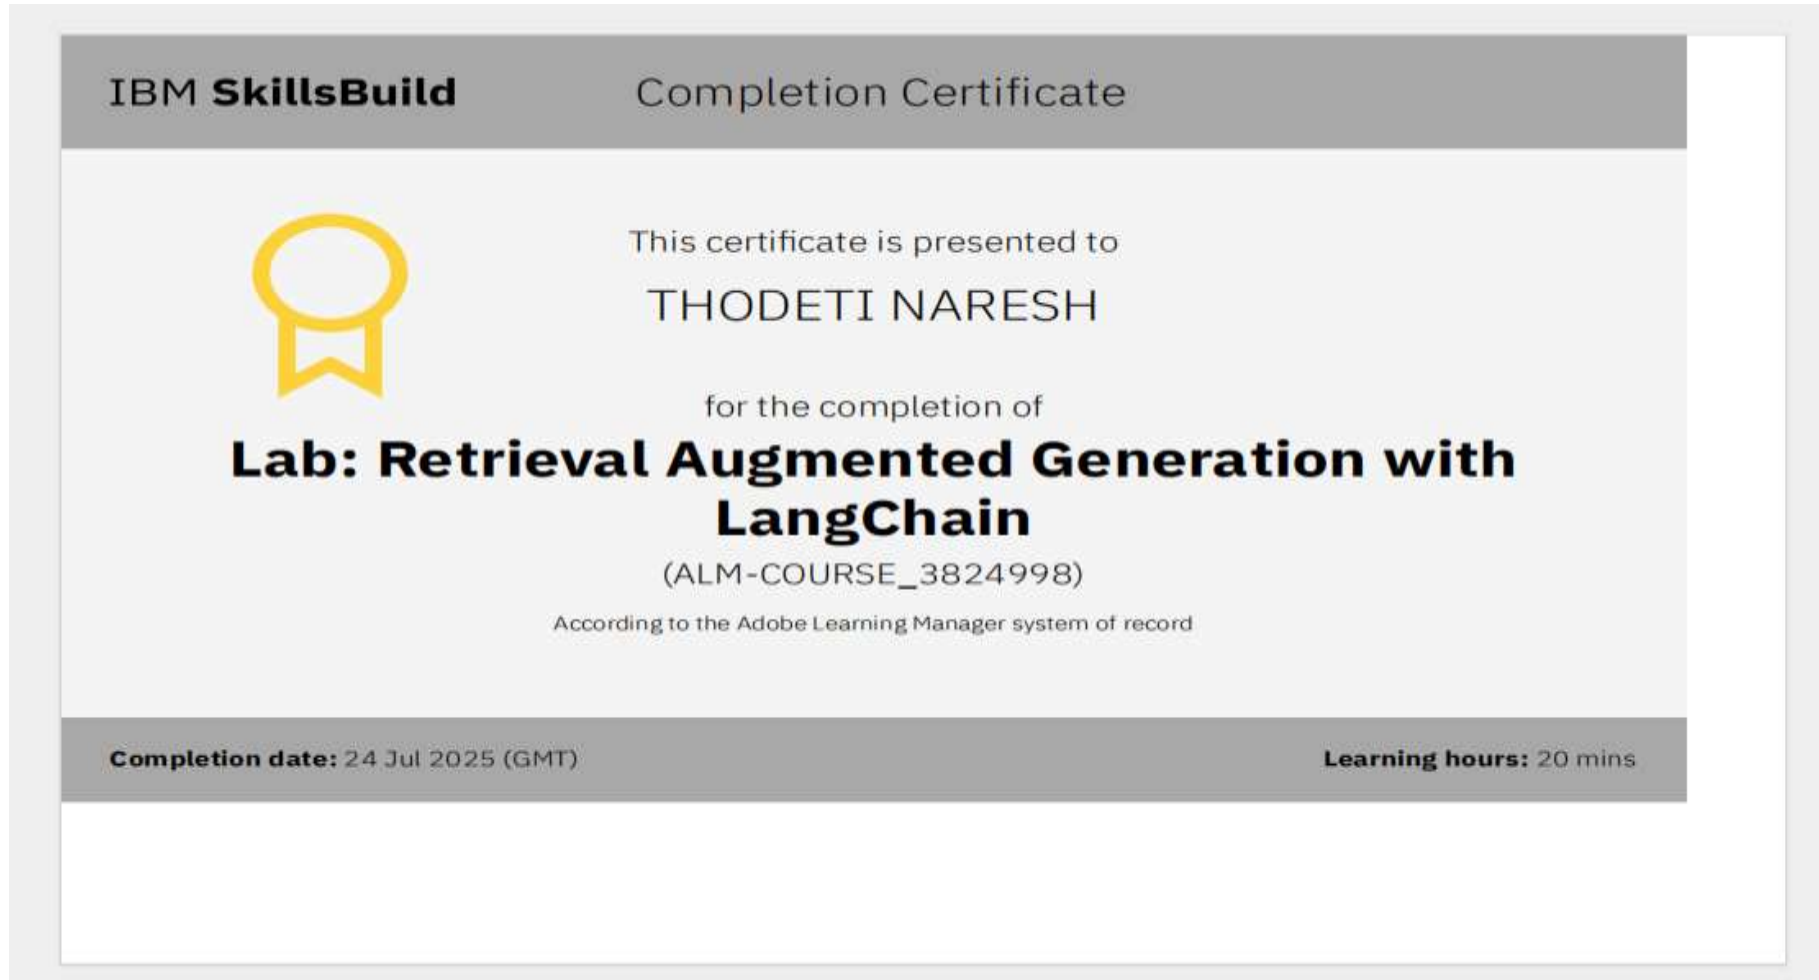 IBM SkillsBuild
Completion Certificate
This certificate is presented to
THODETI NARESH
for the completion of
Lab: Retrieval Augmented Generation with
LangChain
(ALM-COURSE_3824998)
According to the Adobe Learning Manager system of record
Completion date: 24 Jul 2025 (GMT)
Learning hours: 20 mins